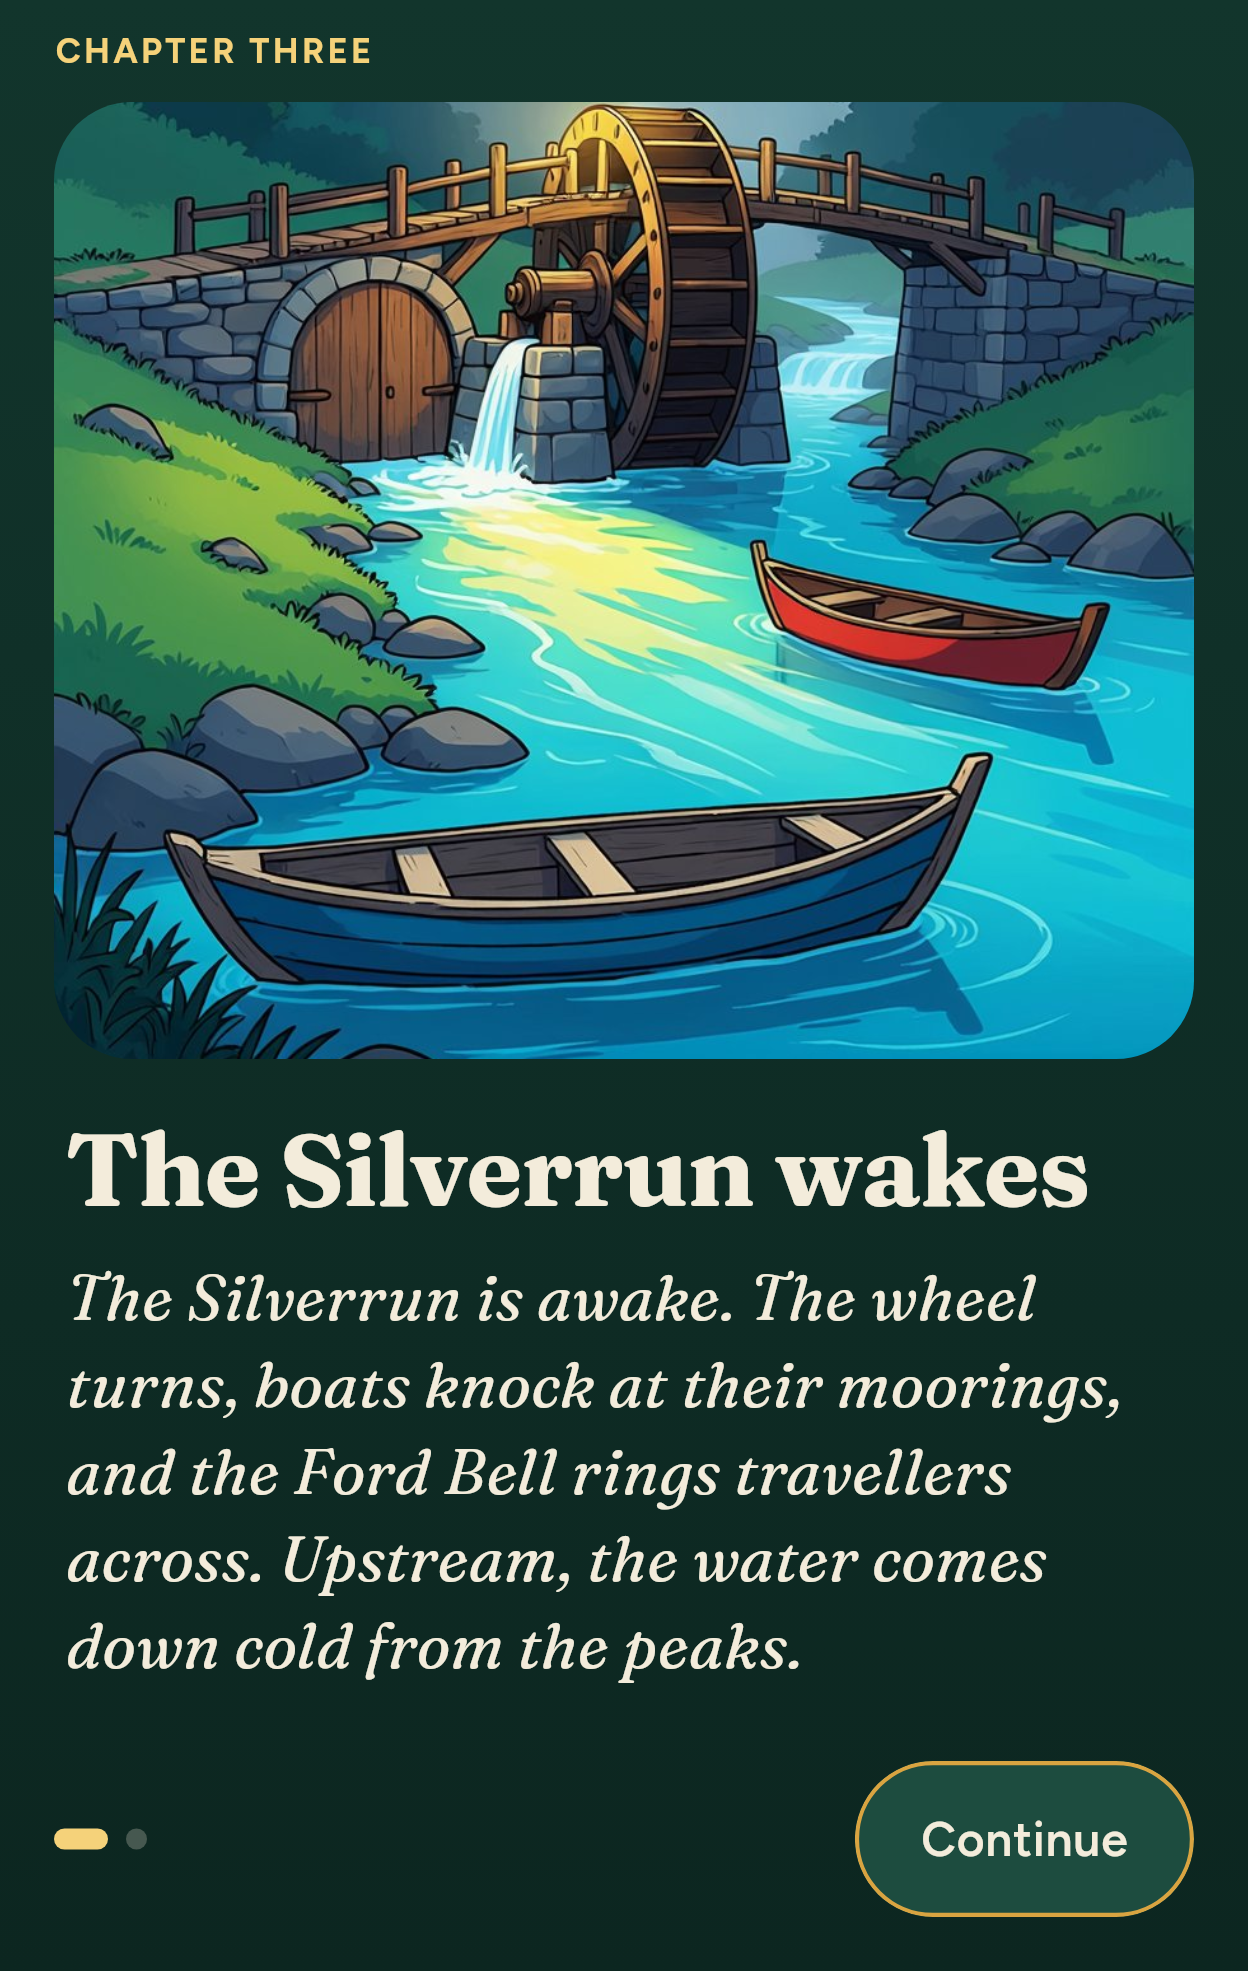 CHAPTER THREE
The Silverrun wakes
The Silverrun is awake. The wheel
turns, boats knock at their moorings,
and the Ford Bell rings travellers
across. Upstream, the water comes
down cold from the peaks.
Continue